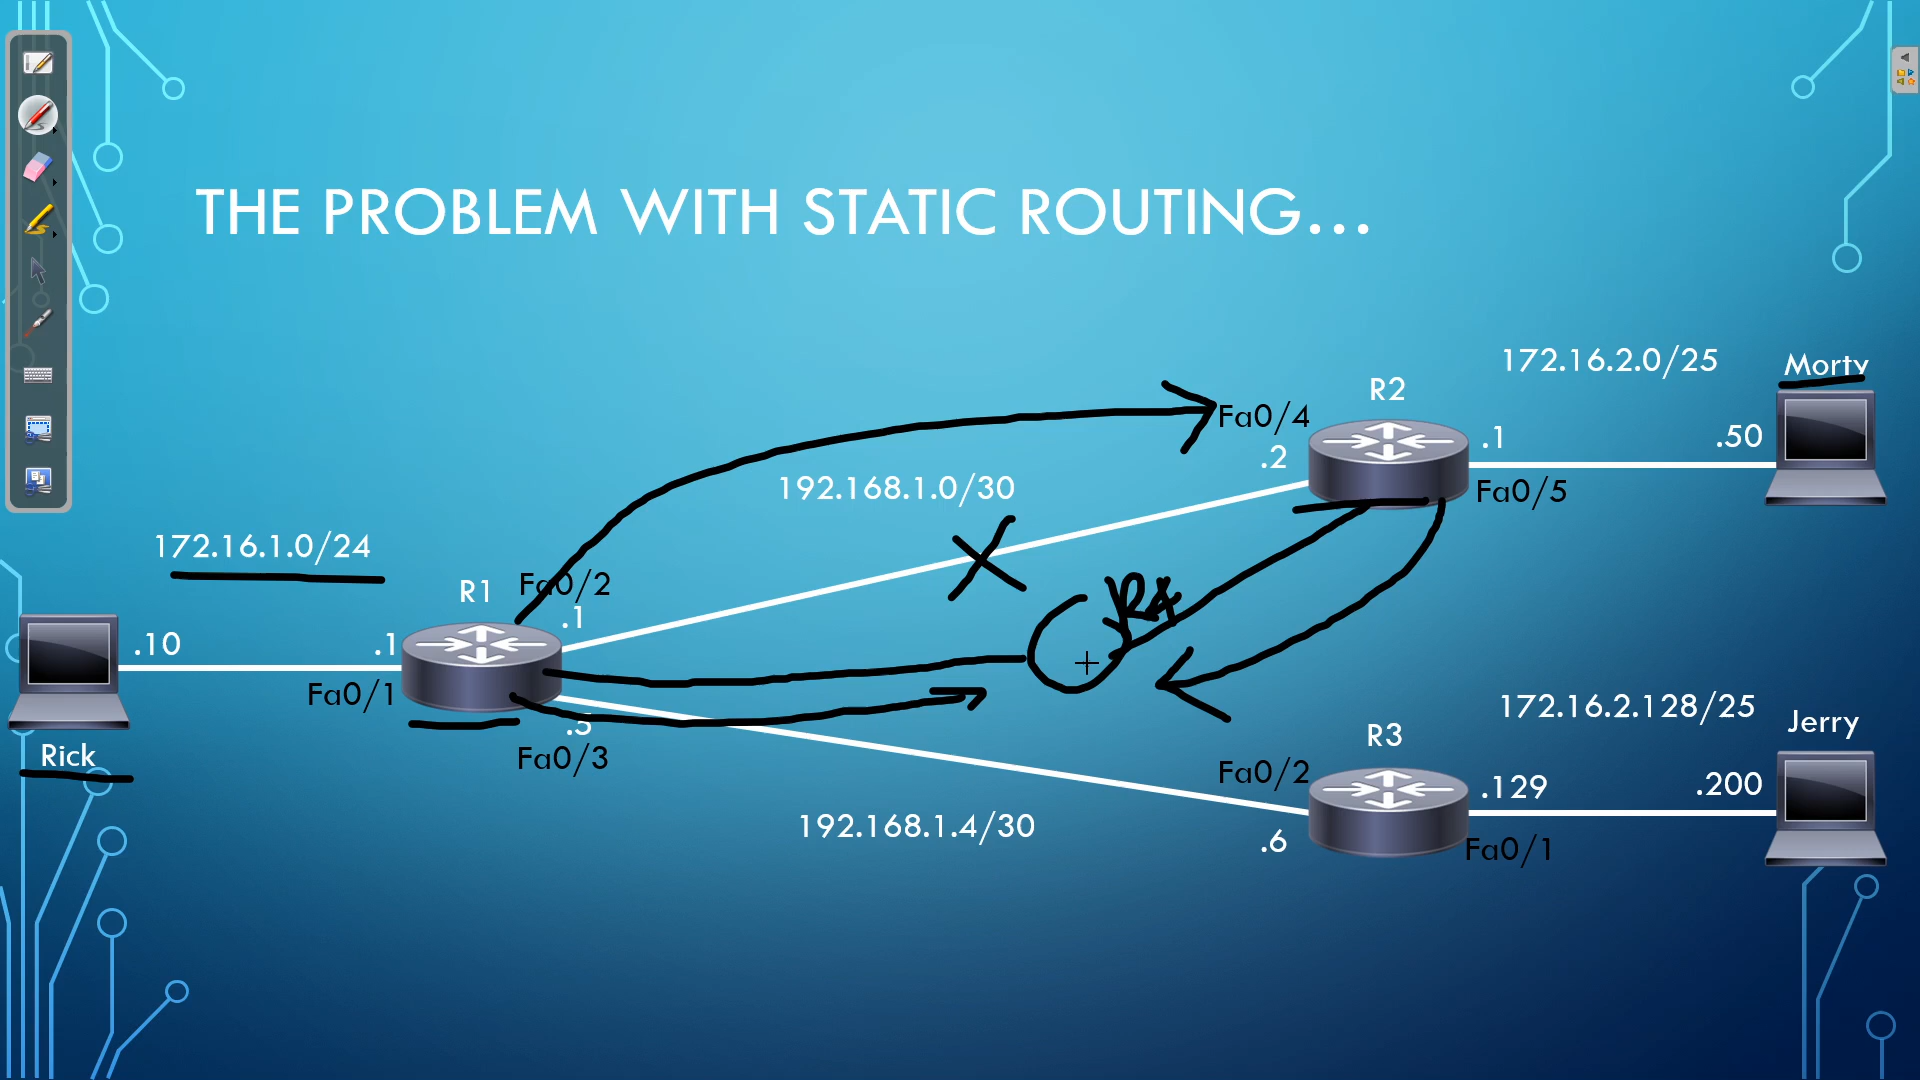 THE PROBLEM WITH STATIC ROUTING...
172.16.2.0/25
Morty
R2
Fa0/4
.1
.50
.2
192.168.1.0/30
Fa0/5
172.16.1.0/24
R1
Fa0/2
.1
R4
.10
.1
Fa0/1
172.16.2.128/25
Jerry
.5
R3
Rick
Fa0/3
Fa0/2
.129
.200
192.168.1.4/30
.6
Fa0/1